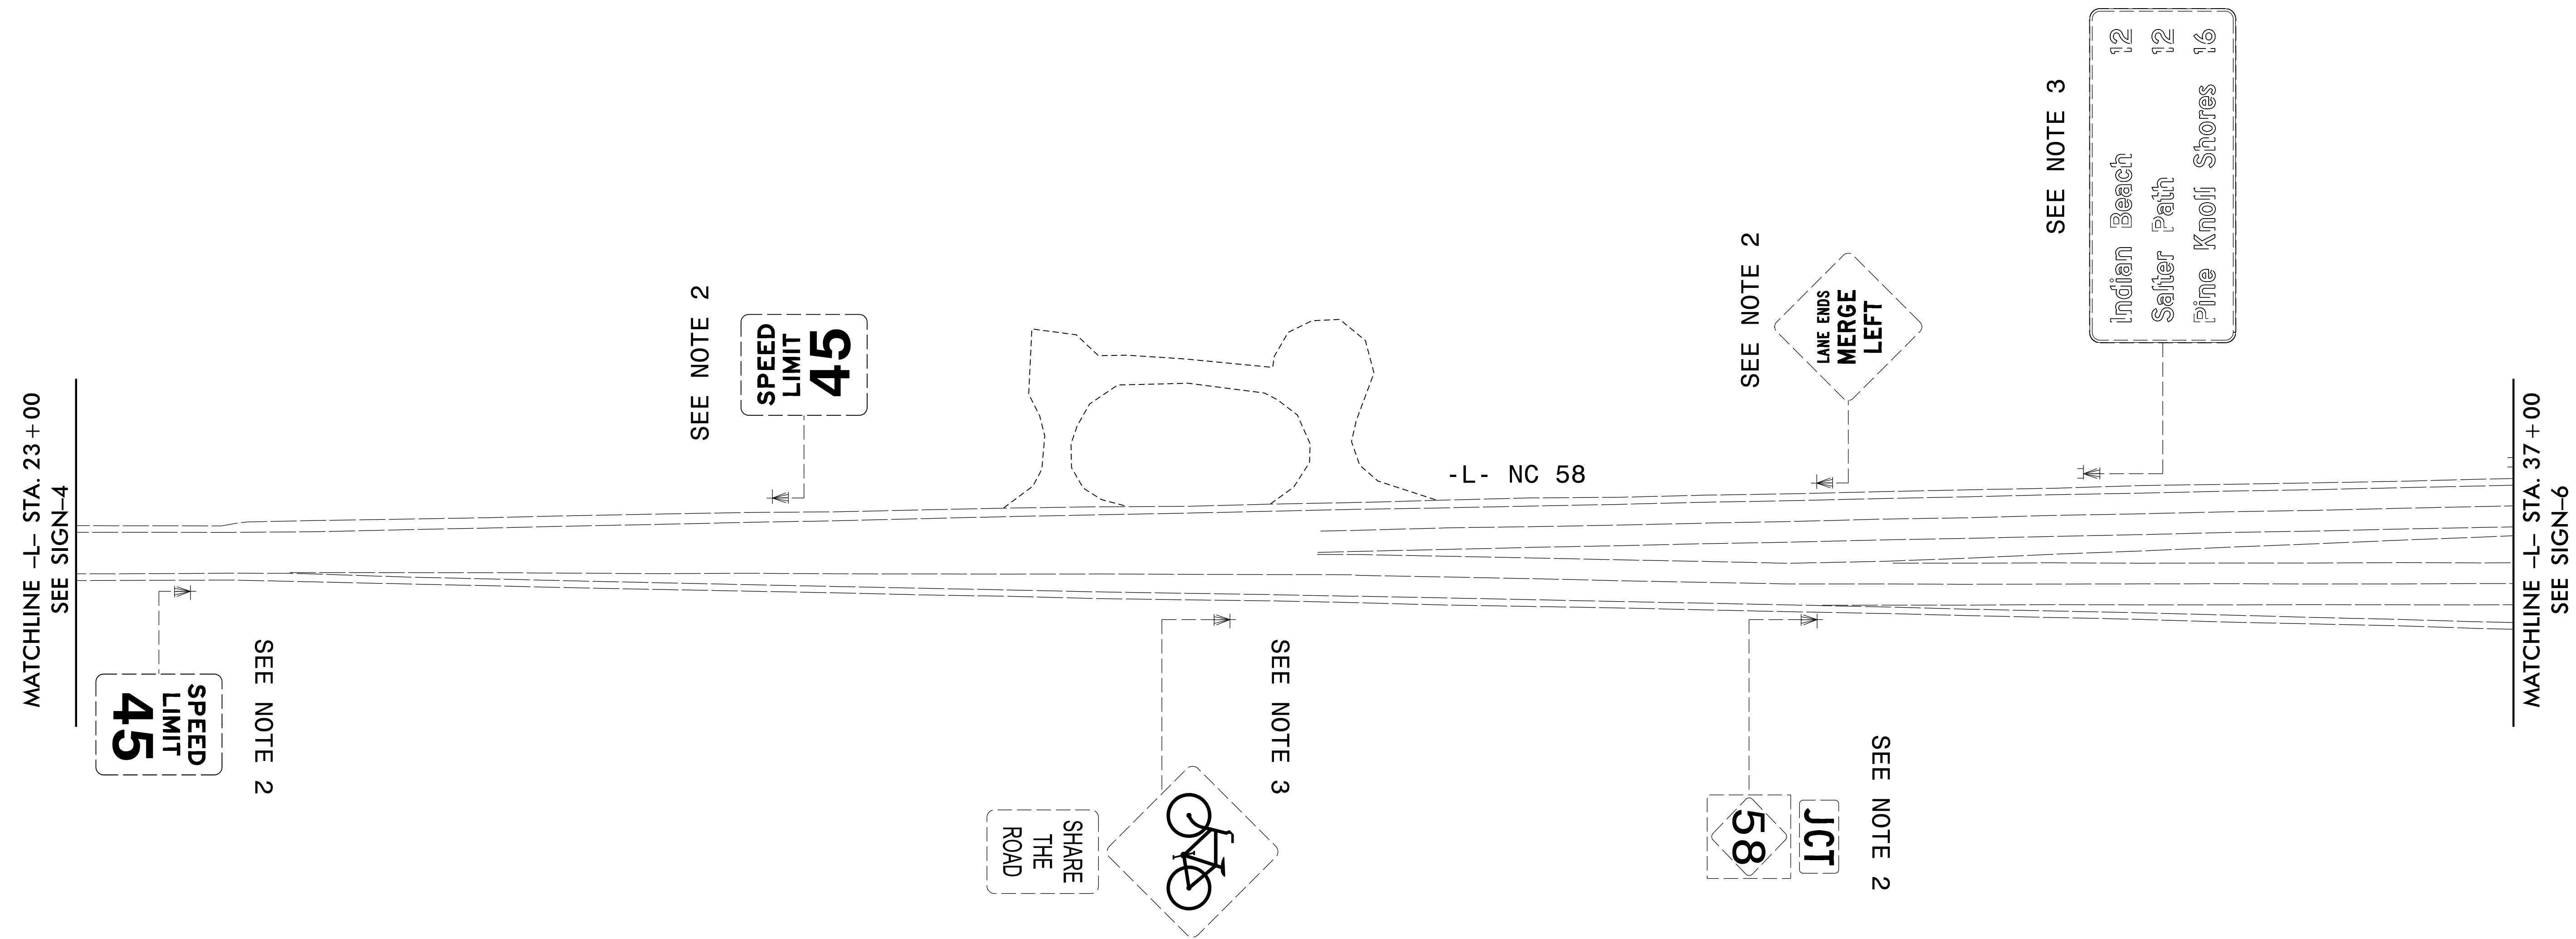 MATCHLINE –L– STA. 23+00
SEE SIGN–4
SPEED
LIMIT
45
SEE NOTE 2
SEE NOTE 2
SPEED
LIMIT
45
SHARE
THE
ROAD
SEE NOTE 3
-L- NC 58
SEE NOTE 2
LANE ENDS
MERGE
LEFT
JCT
58
SEE NOTE 2
SEE NOTE 3
Indian Beach 12
Salter Path 12
Pine Knoll Shores 16
MATCHLINE –L– STA. 37+00
SEE SIGN–6